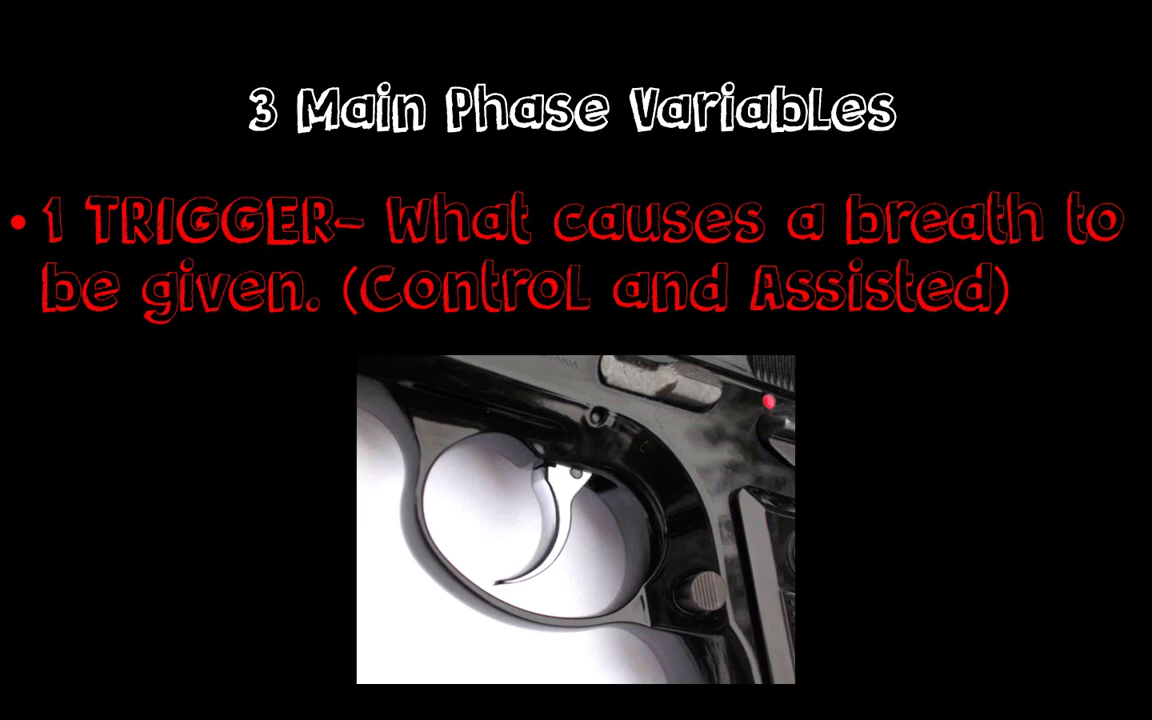 3 Main Phase Variables
• 1 TRIGGER- What causes a breath to
be given. (Control and Assisted)